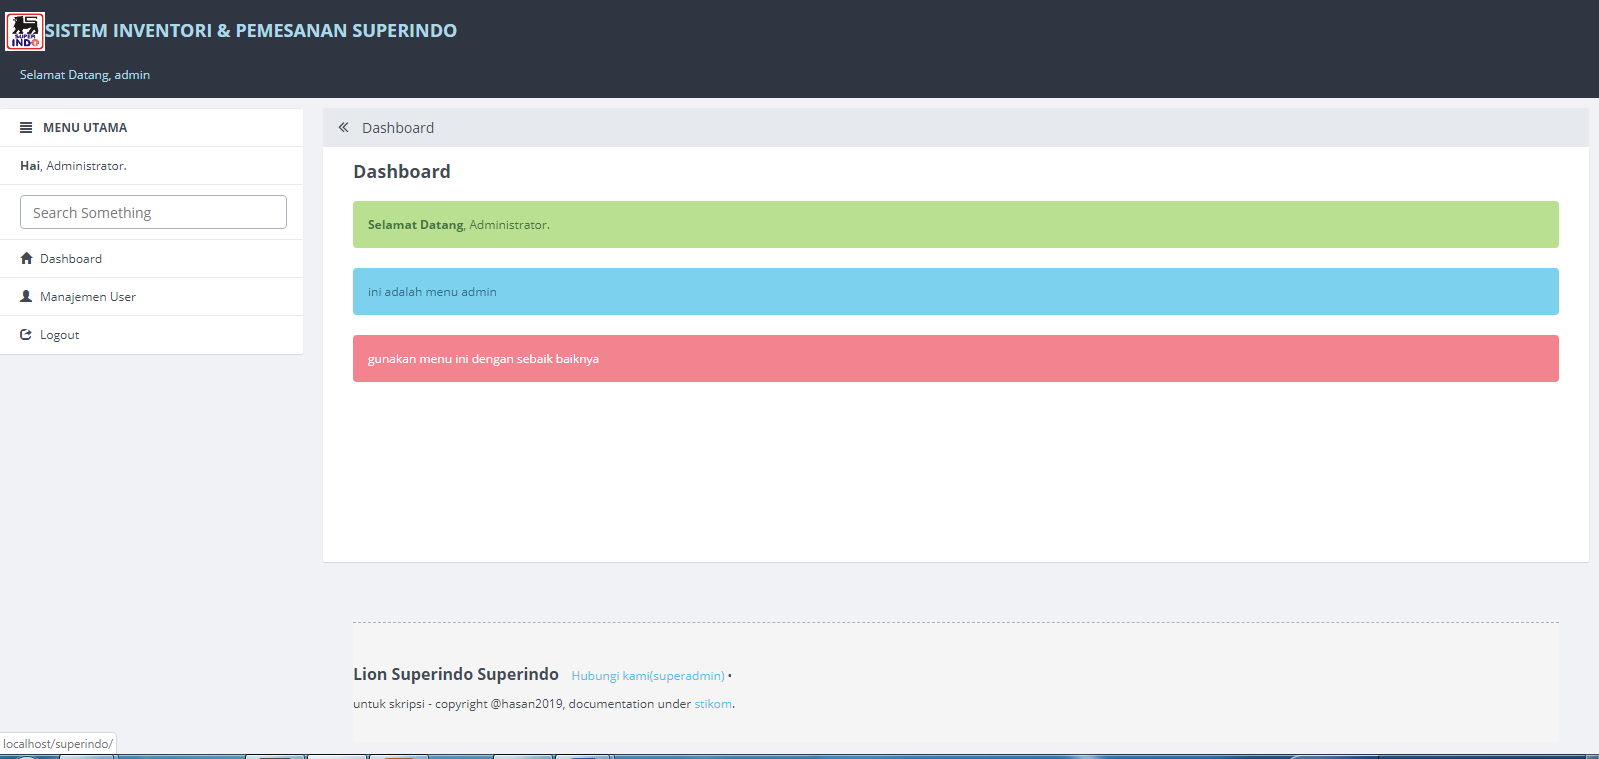 SUPER
INDO
SISTEM INVENTORI & PEMESANAN SUPERINDO
Selamat Datang, admin
MENU UTAMA
Hai, Administrator.
Search Something
Dashboard
Manajemen User
Logout
Dashboard
Dashboard
Selamat Datang, Administrator.
ini adalah menu admin
gunakan menu ini dengan sebaik baiknya
Lion Superindo Superindo Hubungi kami(superadmin) •
untuk skripsi - copyright @hasan2019, documentation under stikom.
localhost/superindo/